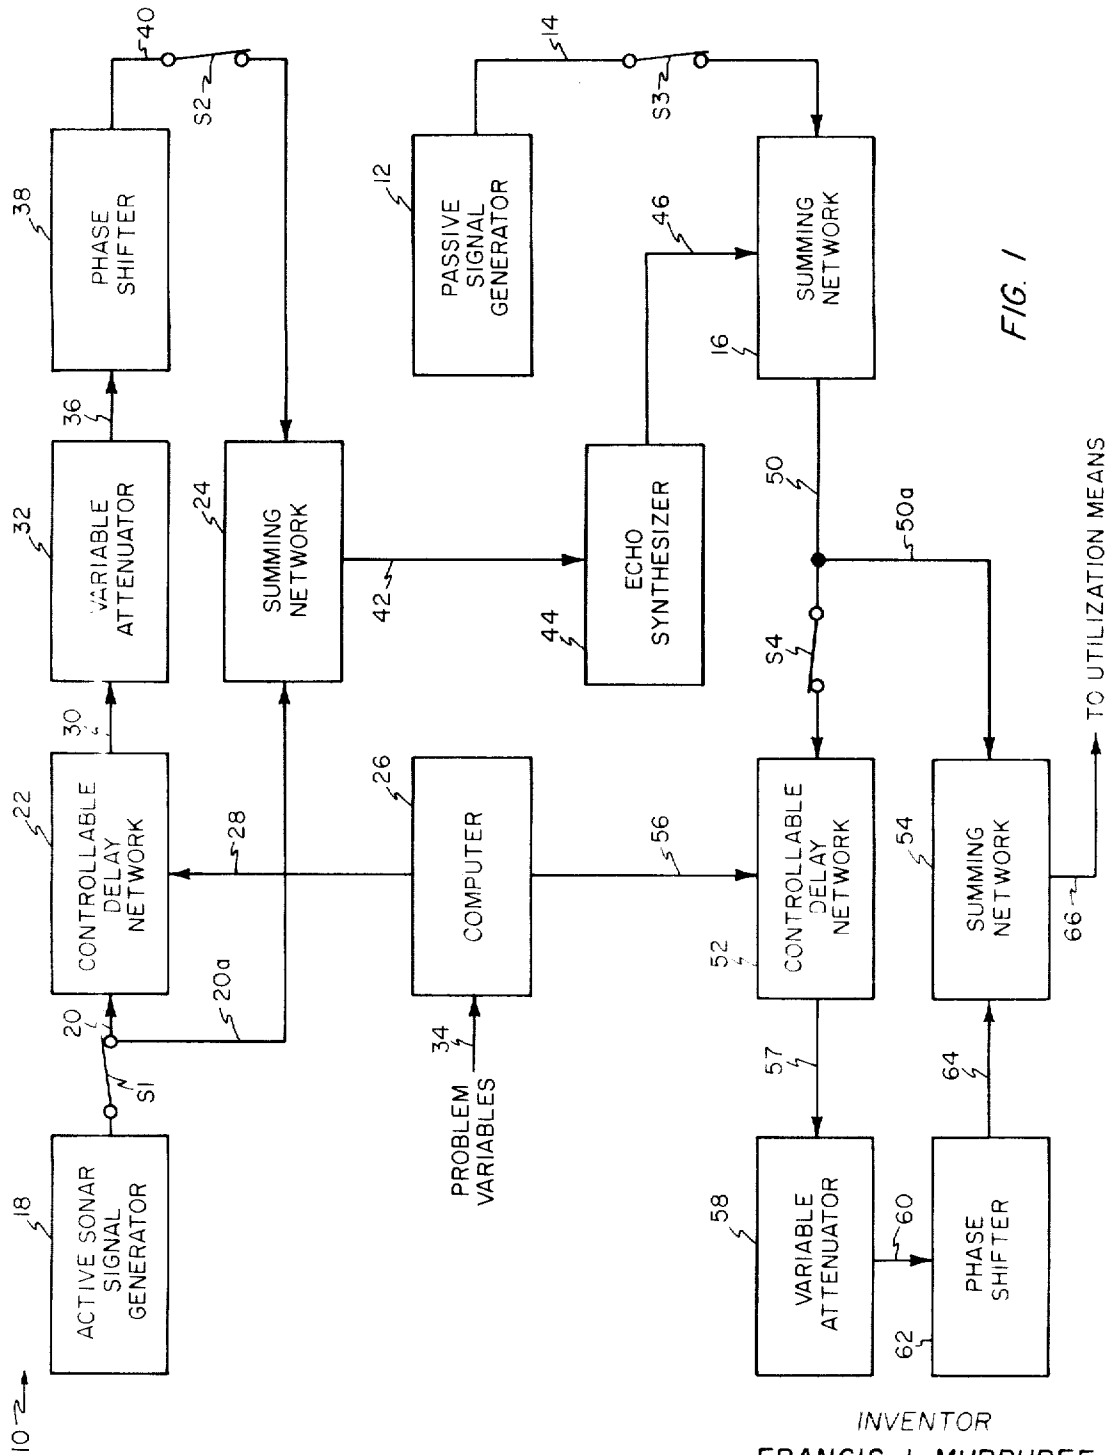 10
18
ACTIVE SONAR
SIGNAL
GENERATOR
S1
20
20a
22
CONTROLLABLE
DELAY
NETWORK
28
30
32
VARIABLE
ATTENUATOR
36
38
PHASE
SHIFTER
40
S2
24
SUMMING
NETWORK
42
PROBLEM
VARIABLES
34
26
COMPUTER
56
44
ECHO
SYNTHESIZER
46
12
PASSIVE
SIGNAL
GENERATOR
14
S3
16
SUMMING
NETWORK
50
50a
S4
52
CONTROLLABLE
DELAY
NETWORK
57
58
VARIABLE
ATTENUATOR
60
62
PHASE
SHIFTER
64
54
SUMMING
NETWORK
66
TO UTILIZATION MEANS
FIG. 1
INVENTOR